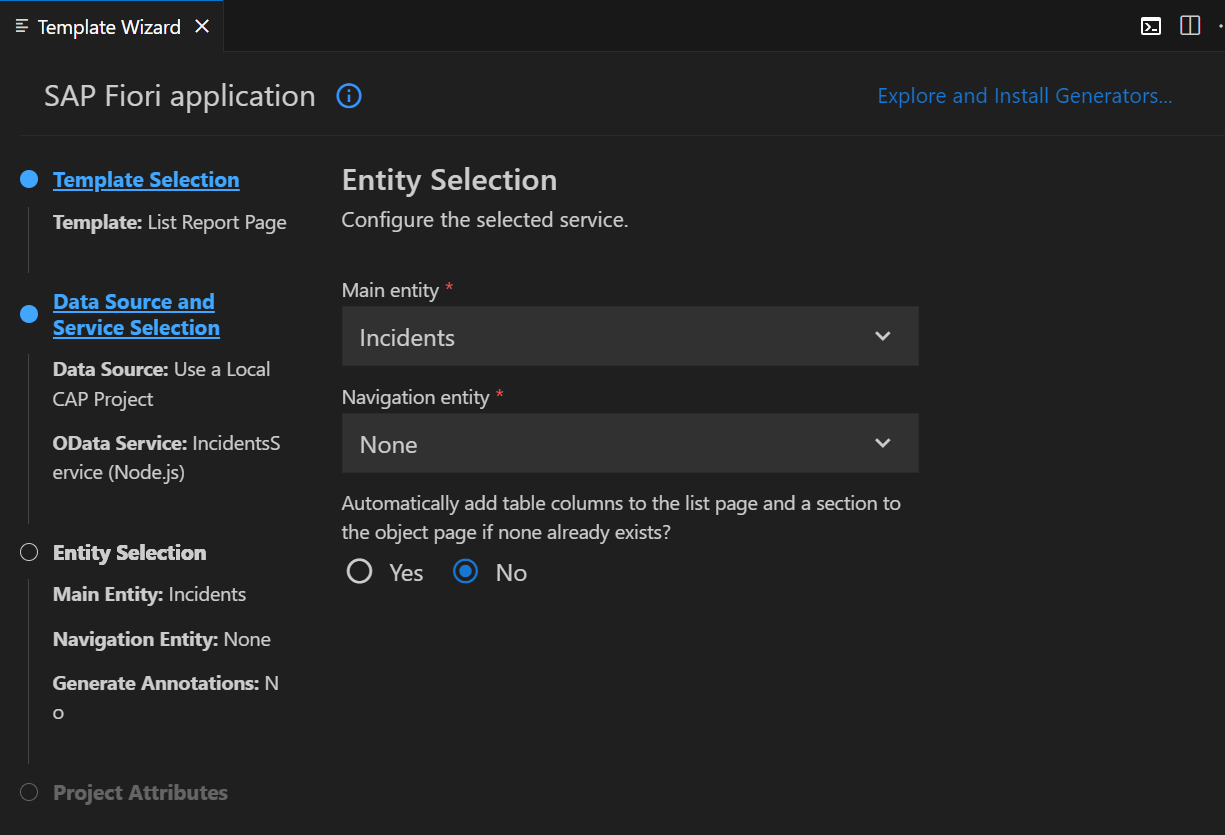 Template Wizard
SAP Fiori application
Explore and Install Generators...
Template Selection
Template: List Report Page
Data Source and
Service Selection
Data Source: Use a Local
CAP Project
OData Service: IncidentsS
ervice (Node.js)
Entity Selection
Main Entity: Incidents
Navigation Entity: None
Generate Annotations: N
o
Project Attributes
Entity Selection
Configure the selected service.
Main entity *
Incidents
Navigation entity *
None
Automatically add table columns to the list page and a section to
the object page if none already exists?
Yes No